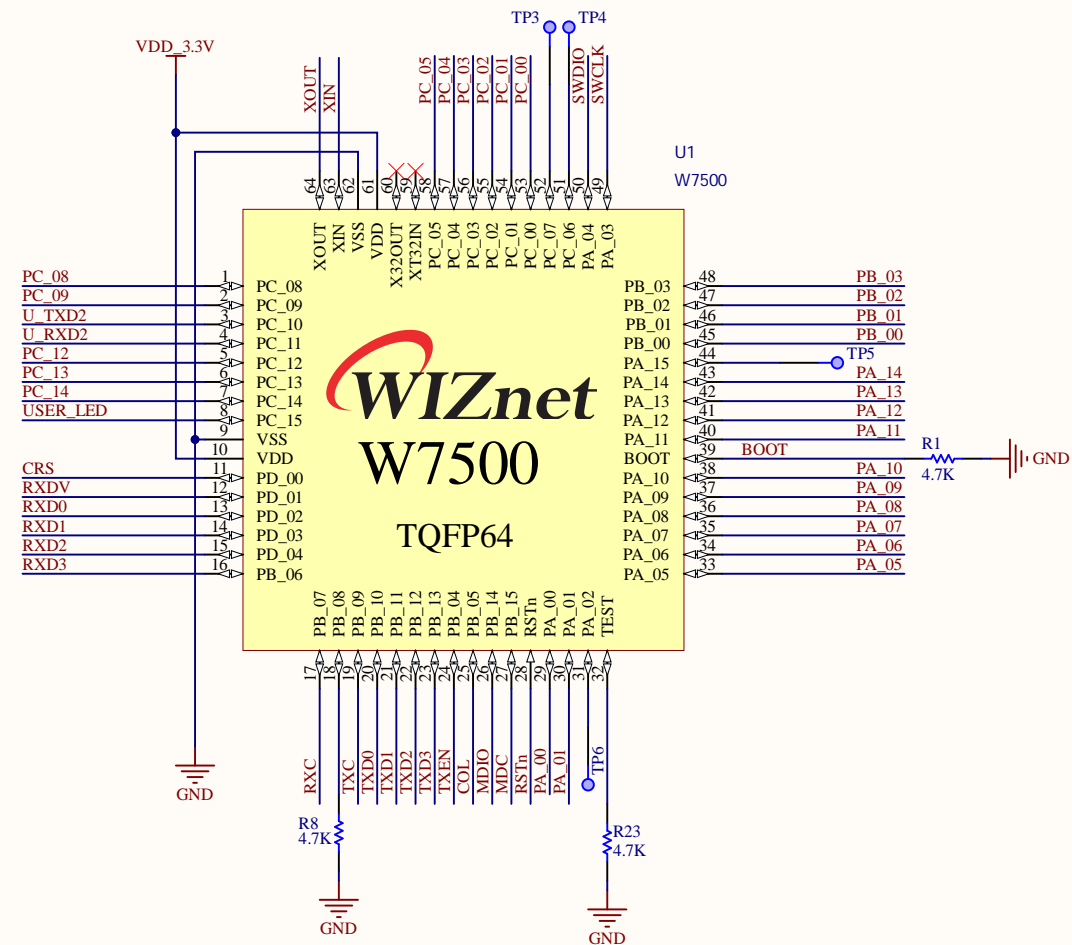 TP3 TP4
VDD_3.3V
XOUT
XIN
PC_05
PC_04
PC_03
PC_02
PC_01
PC_00
SWDIO
SWCLK
U1
W7500
64
63
62
61
60
59
58
57
56
55
54
53
52
51
50
49
XOUT
XIN
VSS
VDD
X32OUT
XT32IN
PC_05
PC_04
PC_03
PC_02
PC_01
PC_00
PC_07
PC_06
PA_04
PA_03
PC_08 1 PC_08
PC_09 2 PC_09
U_TXD2 3 PC_10
U_RXD2 4 PC_11
PC_12 5 PC_12
PC_13 6 PC_13
PC_14 7 PC_14
USER_LED 8 PC_15
9 VSS
10 VDD
CRS 11 PD_00
RXDV 12 PD_01
RXD0 13 PD_02
RXD1 14 PD_03
RXD2 15 PD_04
RXD3 16 PB_06
WIZnet
W7500
TQFP64
PB_03 48 PB_03
PB_02 47 PB_02
PB_01 46 PB_01
PB_00 45 PB_00
PA_15 44 TP5
PA_14 43 PA_14
PA_13 42 PA_13
PA_12 41 PA_12
PA_11 40 PA_11
BOOT 39 BOOT R1 4.7K GND
PA_10 38 PA_10
PA_09 37 PA_09
PA_08 36 PA_08
PA_07 35 PA_07
PA_06 34 PA_06
PA_05 33 PA_05
PB_07
PB_08
PB_09
PB_10
PB_11
PB_12
PB_13
PB_04
PB_05
PB_14
PB_15
RSTn
PA_00
PA_01
PA_02
TEST
17
18
19
20
21
22
23
24
25
26
27
28
29
30
31
32
RXC
TXC
TXD0
TXD1
TXD2
TXD3
TXEN
COL
MDIO
MDC
RSTn
PA_00
PA_01
TP6
GND
R8
4.7K
R23
4.7K
GND
GND